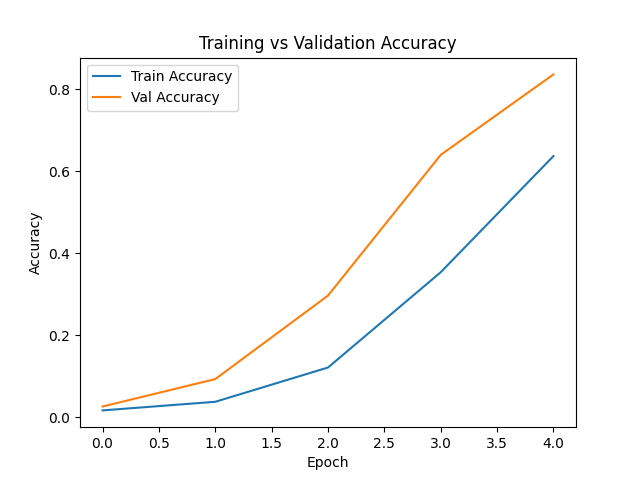 Training vs Validation Accuracy
Train Accuracy
Val Accuracy
0.8
0.6
0.4
0.2
0.0
Accuracy
0.0 0.5 1.0 1.5 2.0 2.5 3.0 3.5 4.0
Epoch